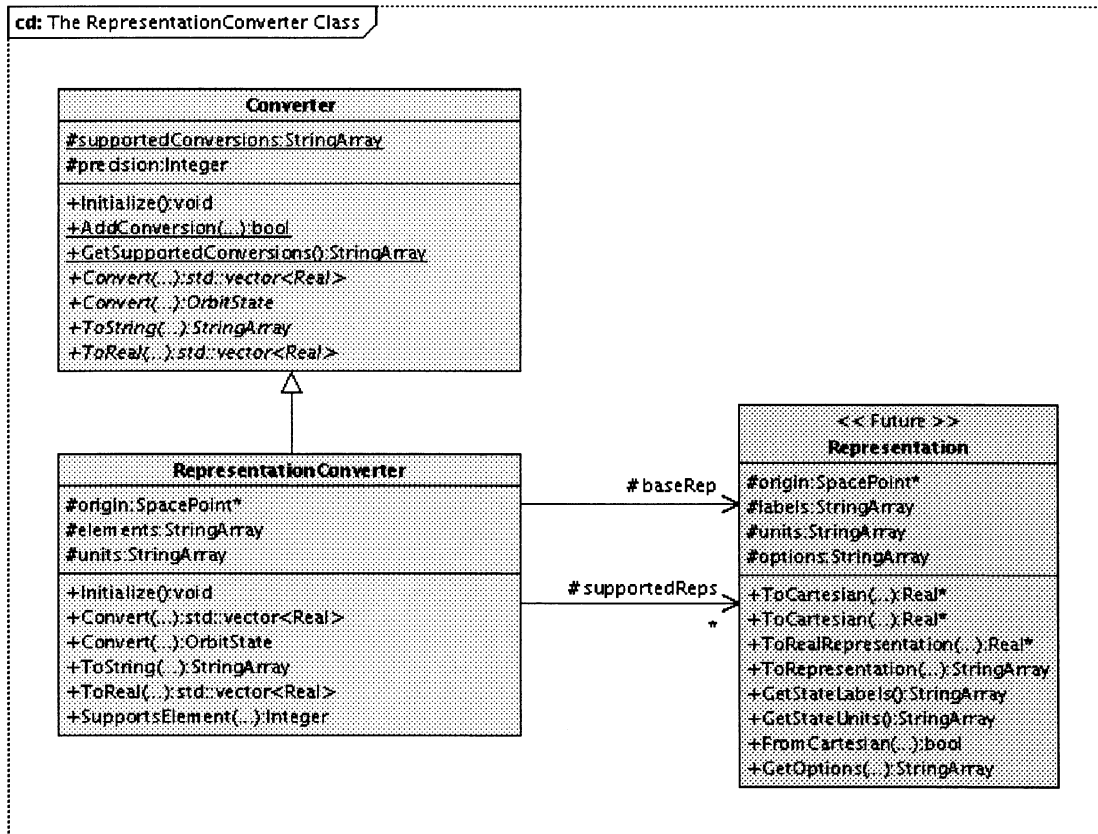 cd: The RepresentationConverter Class
Converter
#supportedConversions:StringArray
#precision:Integer
+Initialize():void
+AddConversion(...):bool
+GetSupportedConversions():StringArray
+Convert(...):std::vector<Real>
+Convert(...):OrbitState
+ToString(...):StringArray
+ToReal(...):std::vector<Real>
RepresentationConverter
#origin:SpacePoint*
#elements:StringArray
#units:StringArray
+Initialize():void
+Convert(...):std::vector<Real>
+Convert(...):OrbitState
+ToString(...):StringArray
+ToReal(...):std::vector<Real>
+SupportsElement(...):Integer
# baseRep
# supportedReps
*
<< Future >>
Representation
#origin:SpacePoint*
#labels:StringArray
#units:StringArray
#options:StringArray
+ToCartesian(...):Real*
+ToCartesian(...):Real*
+ToRealRepresentation(...):Real*
+ToRepresentation(...):StringArray
+GetStateLabels():StringArray
+GetStateUnits():StringArray
+FromCartesian(...):bool
+GetOptions(...):StringArray